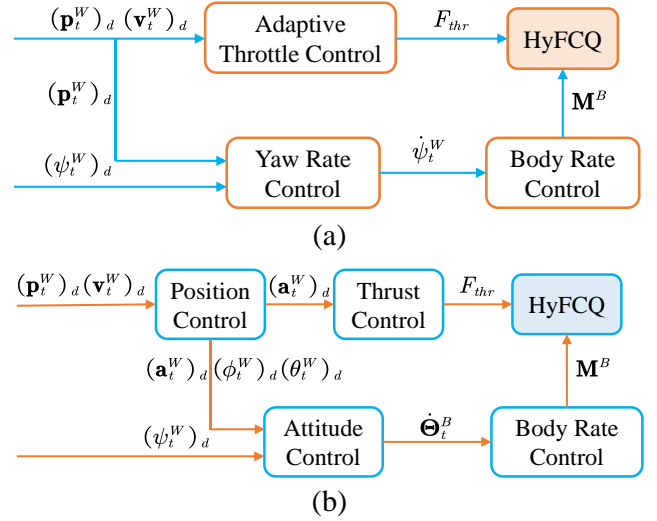 (𝐩_t^W)_d (𝐯_t^W)_d
Adaptive
Throttle Control
F_thr
HyFCQ
(𝐩_t^W)_d
𝐌^B
(ψ_t^W)_d
Yaw Rate
Control
ψ̇_t^W
Body Rate
Control
(a)
(𝐩_t^W)_d (𝐯_t^W)_d
Position
Control
(𝐚_t^W)_d
Thrust
Control
F_thr
HyFCQ
(𝐚_t^W)_d (ϕ_t^W)_d (θ_t^W)_d
𝐌^B
(ψ_t^W)_d
Attitude
Control
𝚯̇_t^B
Body Rate
Control
(b)